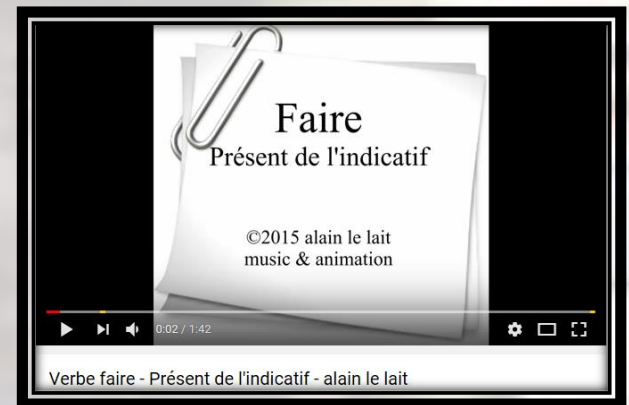 Faire
Présent de l'indicatif
©2015 alain le lait
music & animation
0:02 / 1:42
Verbe faire - Présent de l'indicatif - alain le lait